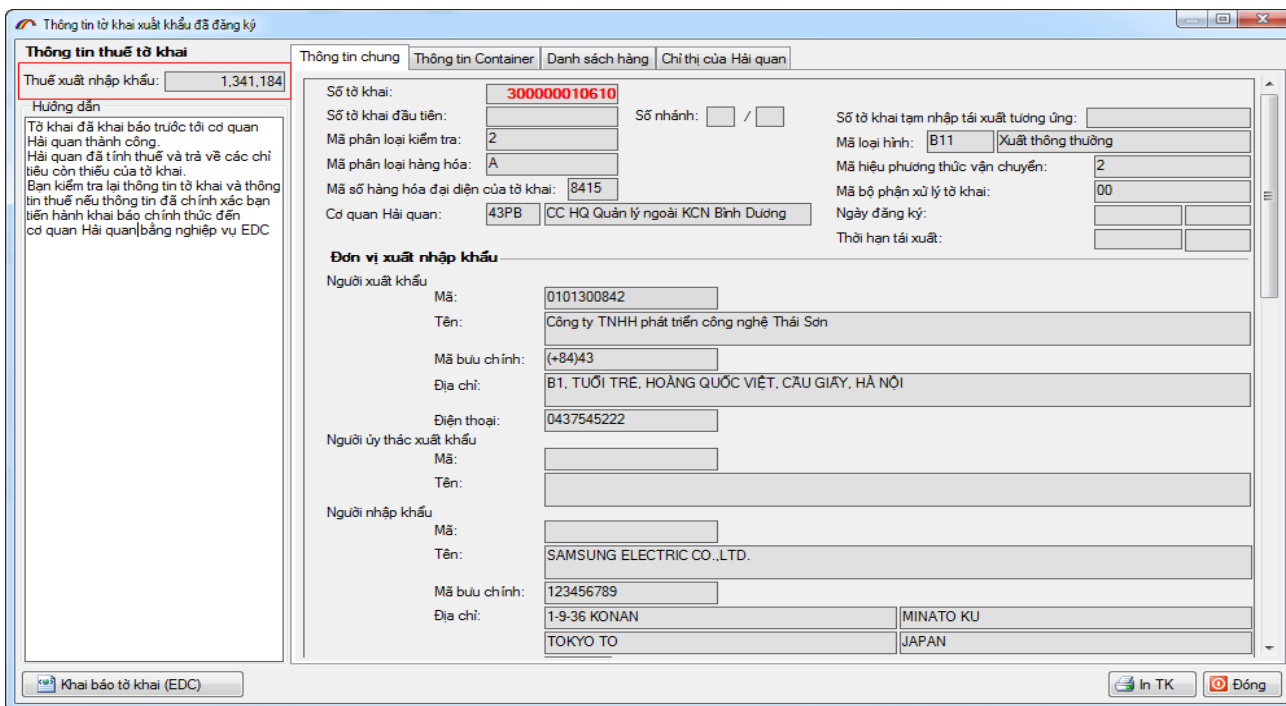 Thông tin tờ khai xuất khẩu đã đăng ký
Thông tin thuế tờ khai
Thuế xuất nhập khẩu: 1,341,184
Hướng dẫn
Tờ khai đã khai báo trước tới cơ quan
Hải quan thành công.
Hải quan đã tính thuế và trả về các chỉ
tiêu còn thiếu của tờ khai.
Bạn kiểm tra lại thông tin tờ khai và thông
tin thuế nếu thông tin đã chính xác bạn
tiến hành khai báo chính thức đến
cơ quan Hải quan bằng nghiệp vụ EDC
Thông tin chung Thông tin Container Danh sách hàng Chỉ thị của Hải quan
Số tờ khai: 300000010610
Số tờ khai đầu tiên: Số nhánh: / Số tờ khai tạm nhập tái xuất tương ứng:
Mã phân loại kiểm tra: 2 Mã loại hình: B11 Xuất thông thường
Mã phân loại hàng hóa: A Mã hiệu phương thức vận chuyển: 2
Mã số hàng hóa đại diện của tờ khai: 8415 Mã bộ phận xử lý tờ khai: 00
Cơ quan Hải quan: 43PB CC HQ Quản lý ngoài KCN Bình Dương Ngày đăng ký:
Thời hạn tái xuất:
Đơn vị xuất nhập khẩu
Người xuất khẩu
Mã: 0101300842
Tên: Công ty TNHH phát triển công nghệ Thái Sơn
Mã bưu chính: (+84)43
Địa chỉ: B1, TUỔI TRẺ, HOÀNG QUỐC VIỆT, CẦU GIẤY, HÀ NỘI
Điện thoại: 0437545222
Người ủy thác xuất khẩu
Mã:
Tên:
Người nhập khẩu
Mã:
Tên: SAMSUNG ELECTRIC CO.,LTD.
Mã bưu chính: 123456789
Địa chỉ: 1-9-36 KONAN MINATO KU
TOKYO TO JAPAN
Khai báo tờ khai (EDC) In TK Đóng